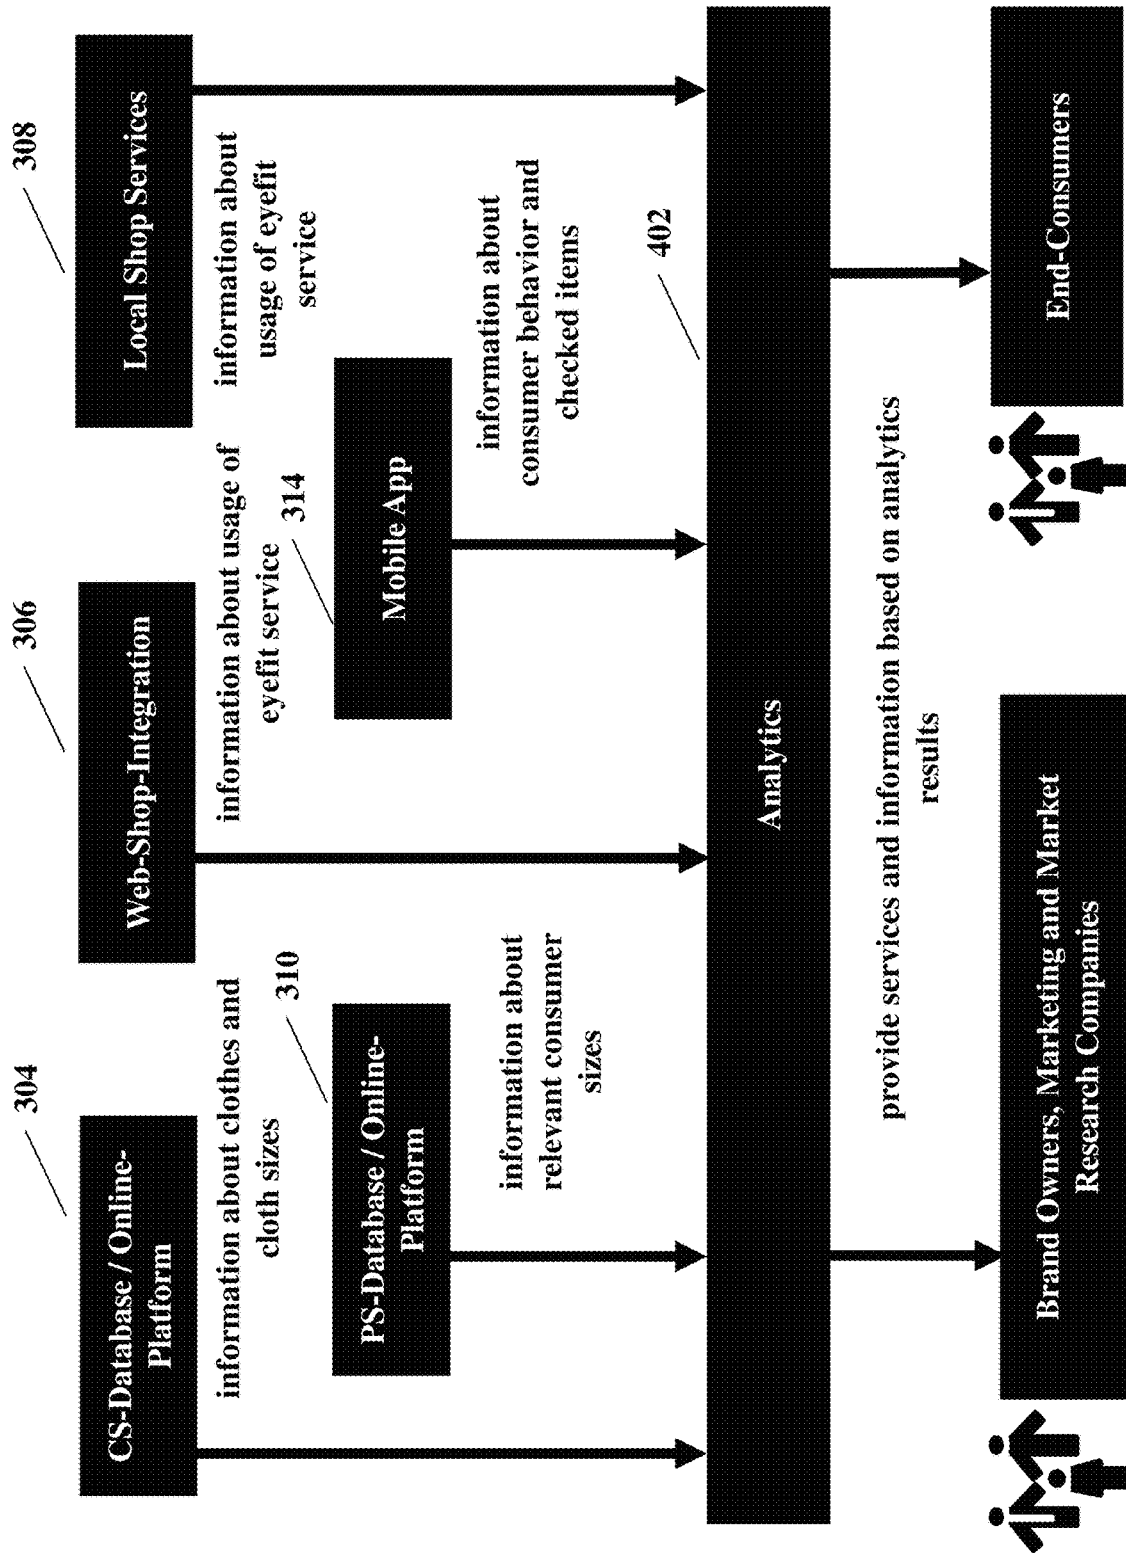 304
CS-Database / Online-
Platform
information about clothes and
cloth sizes
306
Web-Shop-Integration
information about usage of
eyefit service
308
Local Shop Services
information about
usage of eyefit
service
310
PS-Database / Online-
Platform
information about
relevant consumer
sizes
314
Mobile App
information about
consumer behavior and
checked items
402
Analytics
provide services and information based on analytics
results
Brand Owners, Marketing and Market
Research Companies
End-Consumers